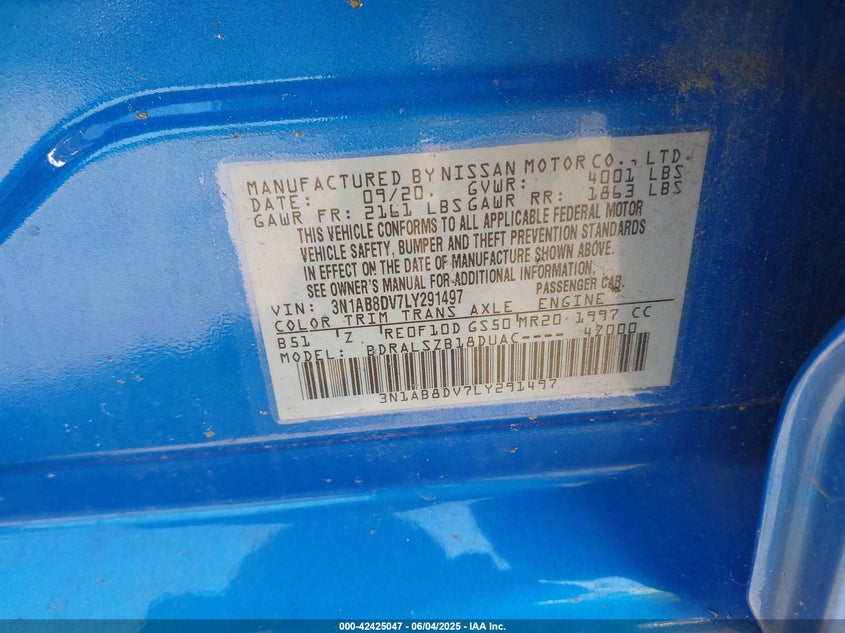 MANUFACTURED BY NISSAN MOTOR CO., LTD.
DATE: 09/20 GVWR: 4001 LBS
GAWR FR: 2161 LBS GAWR RR: 1863 LBS
THIS VEHICLE CONFORMS TO ALL APPLICABLE FEDERAL MOTOR
VEHICLE SAFETY, BUMPER AND THEFT PREVENTION STANDARDS
IN EFFECT ON THE DATE OF MANUFACTURE SHOWN ABOVE.
SEE OWNER'S MANUAL FOR ADDITIONAL INFORMATION.
PASSENGER CAR
VIN: 3N1AB8DV7LY291497
COLOR TRIM TRANS AXLE ENGINE
B51 Z RE0F10D GS50 MR20 1997 CC
MODEL: BDRALSZB18DUAC---- 47000
3N1AB8DV7LY291497
000-42425047 - 06/04/2025 - IAA Inc.